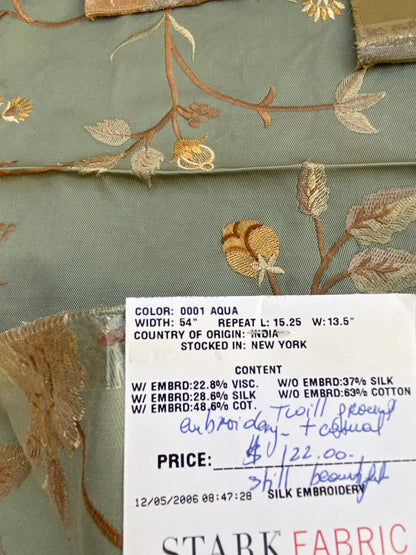 COLOR: 0001 AQUA
WIDTH: 54" REPEAT L: 15.25 W: 13.5"
COUNTRY OF ORIGIN: INDIA
STOCKED IN: NEW YORK
CONTENT
W/ EMBRD:22.8% VISC. W/O EMBRD:37% SILK
W/ EMBRD:28.6% SILK W/O EMBRD:63% COTTON
W/ EMBRD:48.6% COT.
Twill ground
embroidery + casual
PRICE: $ 122.00.
still beautiful
12/05/2006 08:47:28 SILK EMBROIDERY
STARK FABRIC